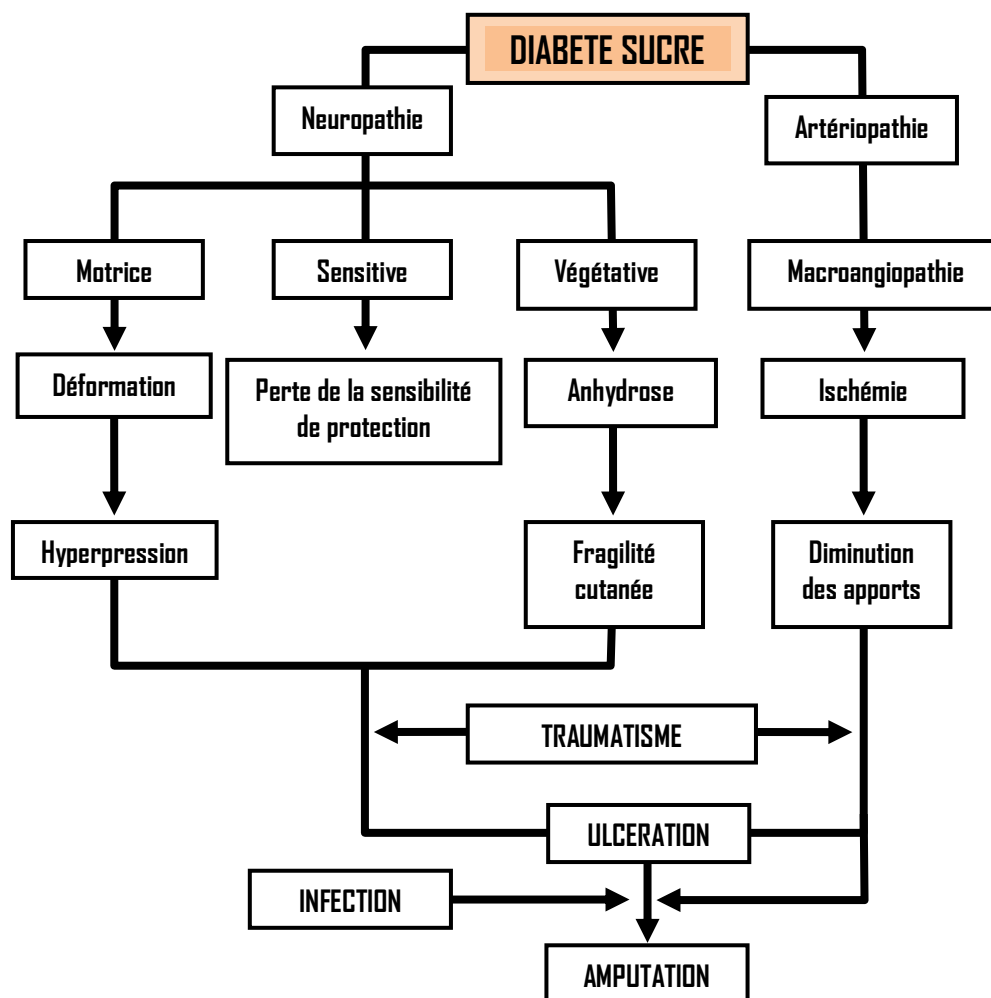 DIABETE SUCRE
Neuropathie
Artériopathie
Motrice
Sensitive
Végétative
Macroangiopathie
Déformation
Perte de la sensibilité
de protection
Anhydrose
Ischémie
Hyperpression
Fragilité
cutanée
Diminution
des apports
TRAUMATISME
ULCERATION
INFECTION
AMPUTATION